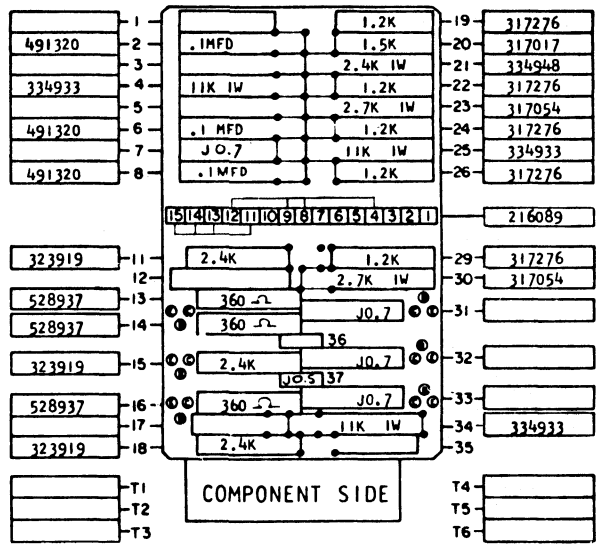 1 1.2K 19 317276
491320 2 .1MFD 1.5K 20 317017
3 2.4K 1W 21 334948
334933 4 11K 1W 1.2K 22 317276
5 2.7K 1W 23 317054
491320 6 .1 MFD 1.2K 24 317276
7 J0.7 11K 1W 25 334933
491320 8 .1MFD 1.2K 26 317276
15 14 13 12 11 10 9 8 7 6 5 4 3 2 1 216089
323919 11 2.4K 1.2K 29 317276
12 2.7K 1W 30 317054
528937 13 360 Ω C C C J0.7 C C C 31
528937 14 360 Ω
36
323919 15 C C C 2.4K J0.7 C C C 32
J0.5 37
528937 16 C C C 360 Ω J0.7 C C C 33
17 11K 1W 34 334933
323919 18 2.4K 35
T1 T4
T2 COMPONENT SIDE T5
T3 T6